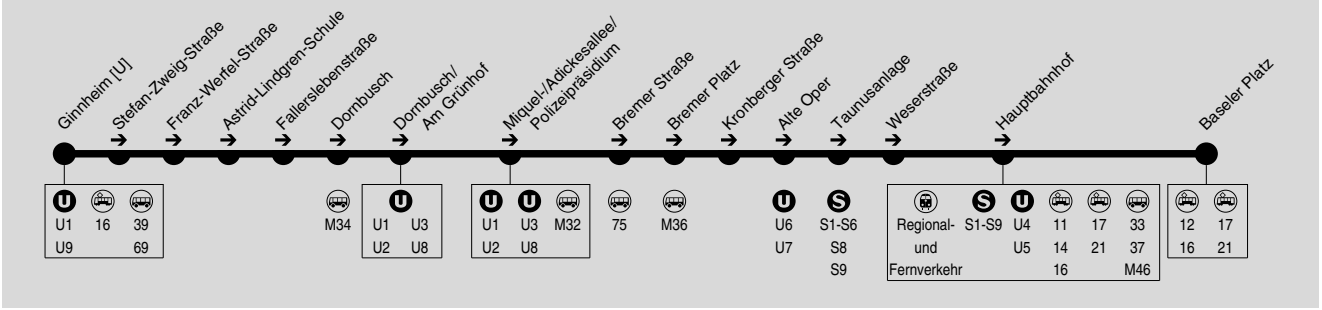 Ginnheim [U]
Stefan-Zweig-Straße
Franz-Werfel-Straße
Astrid-Lindgren-Schule
Fallerslebenstraße
Dornbusch
Dornbusch/
Am Grünhof
Miquel-/Adickesallee/
Polizeipräsidium
Bremer Straße
Bremer Platz
Kronberger Straße
Alte Oper
Taunusanlage
Weserstraße
Hauptbahnhof
Baseler Platz
U
U1 16 39
U9 69
M34
U
U1 U3
U2 U8
U U
U1 U3 M32
U2 U8
75
M36
U
U6
U7
S
S1-S6
S8
S9
S U
Regional- S1-S9 U4 11 17 33
und U5 14 21 37
Fernverkehr 16 M46
12 17
16 21